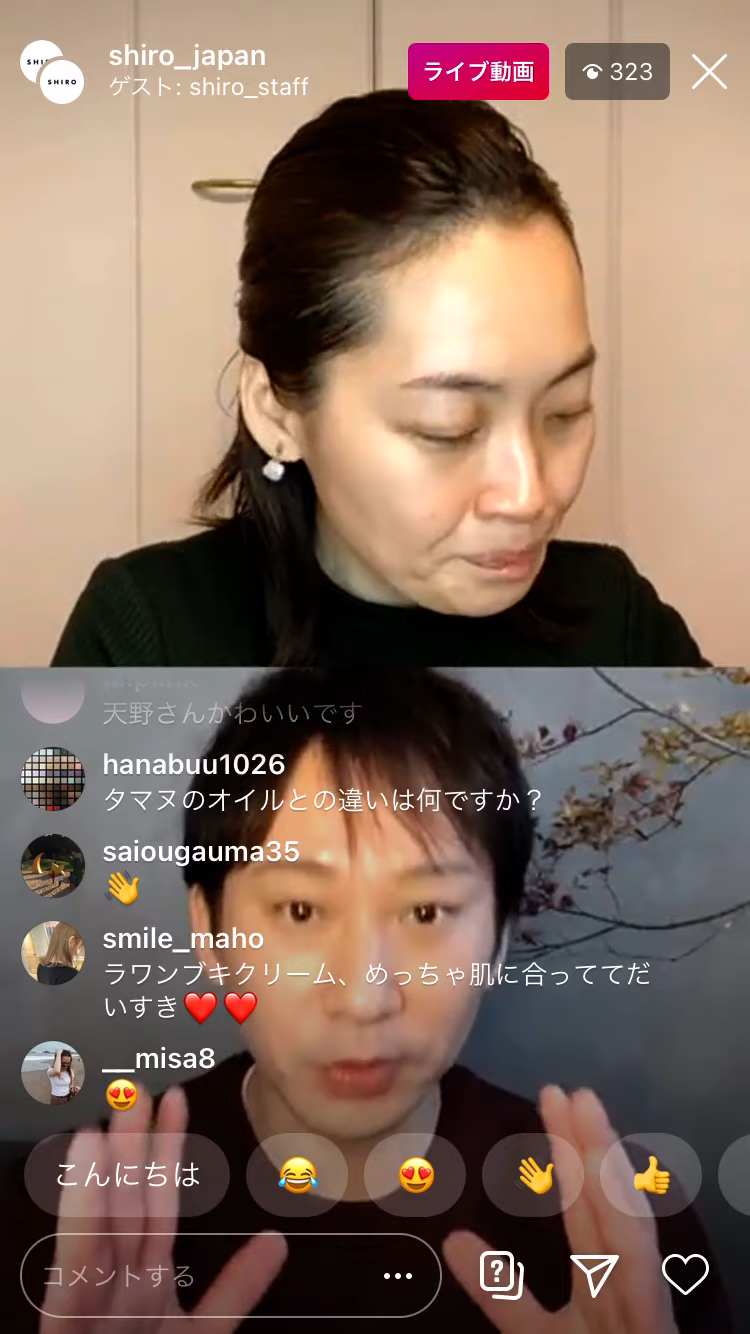 SHIRO
shiro_japan
ゲスト: shiro_staff
ライブ動画
323
天野さんかわいいです
hanabuu1026
タマヌのオイルとの違いは何ですか？
saiougauma35
👋
smile_maho
ラワンブキクリーム、めっちゃ肌に合っててだ
いすき❤️❤️
__misa8
😍
こんにちは 😂 😍 👋 👍
コメントする